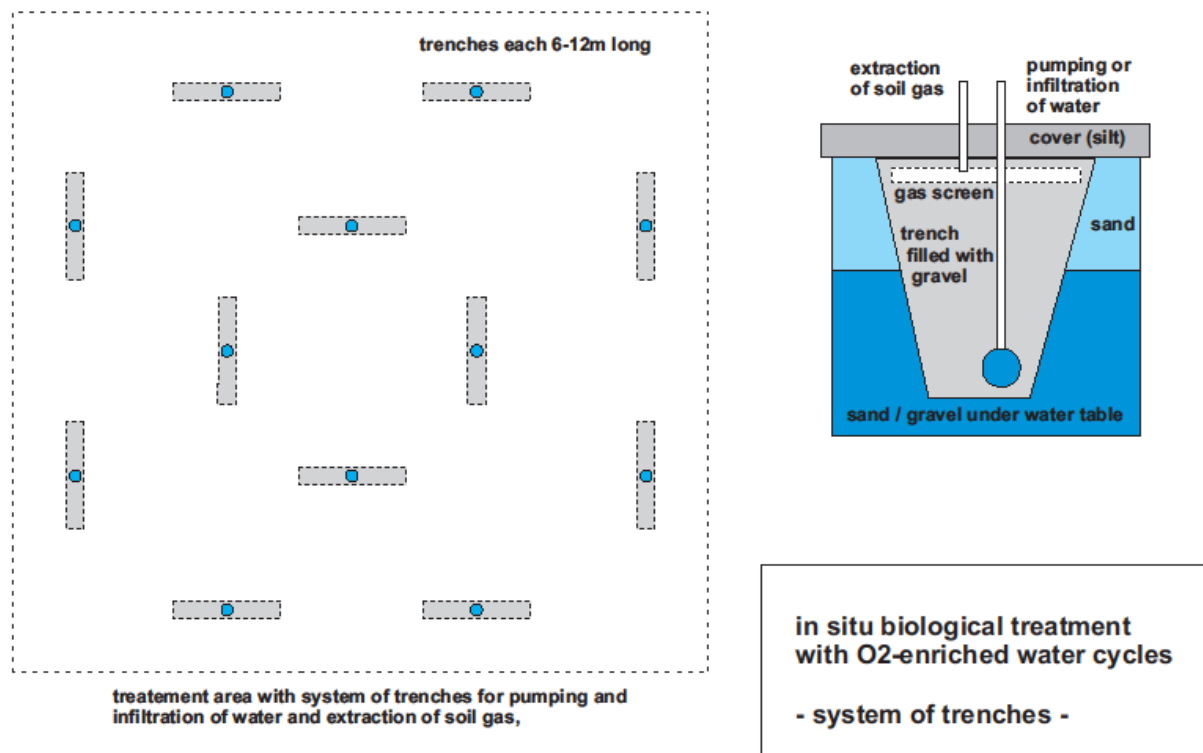 trenches each 6-12m long
treatement area with system of trenches for pumping and
infiltration of water and extraction of soil gas,
extraction
of soil gas
pumping or
infiltration
of water
cover (silt)
gas screen
trench
filled with
gravel
sand
sand / gravel under water table
in situ biological treatment
with O2-enriched water cycles
- system of trenches -